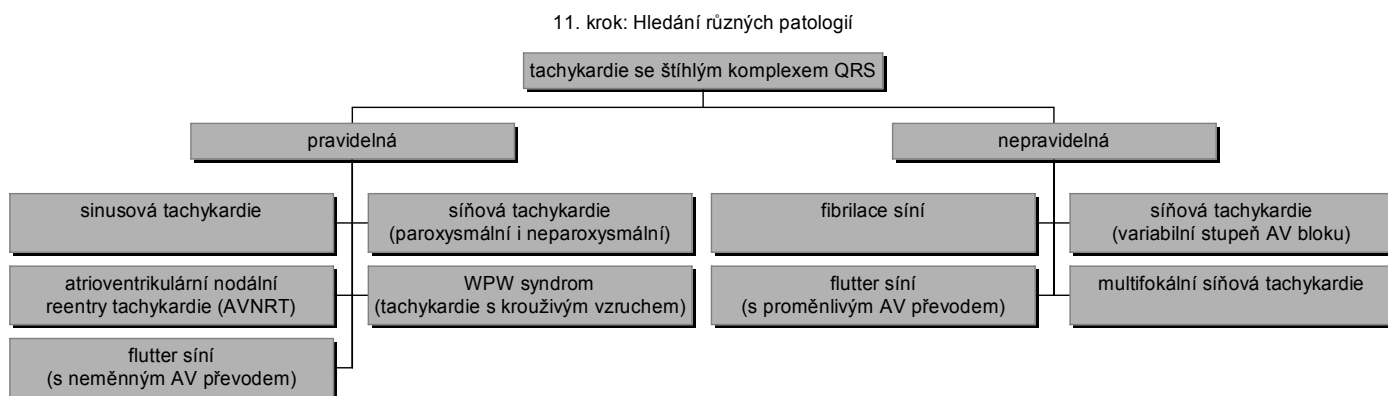 11. krok: Hledání různých patologií
tachykardie se štíhlým komplexem QRS
pravidelná
nepravidelná
sinusová tachykardie
síňová tachykardie
(paroxysmální i neparoxysmální)
atrioventrikulární nodální
reentry tachykardie (AVNRT)
WPW syndrom
(tachykardie s krouživým vzruchem)
flutter síní
(s neměnným AV převodem)
fibrilace síní
síňová tachykardie
(variabilní stupeň AV bloku)
flutter síní
(s proměnlivým AV převodem)
multifokální síňová tachykardie